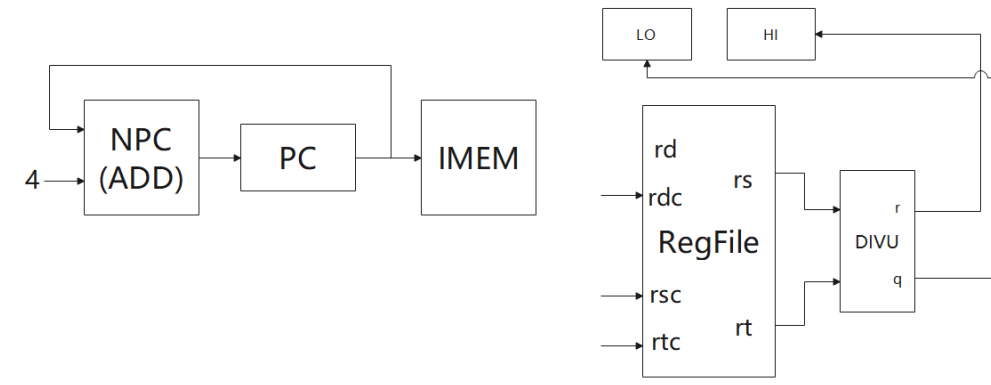 4
NPC
(ADD)
PC
IMEM
LO
HI
rd
rdc
rs
RegFile
rsc
rtc
rt
r
DIVU
q